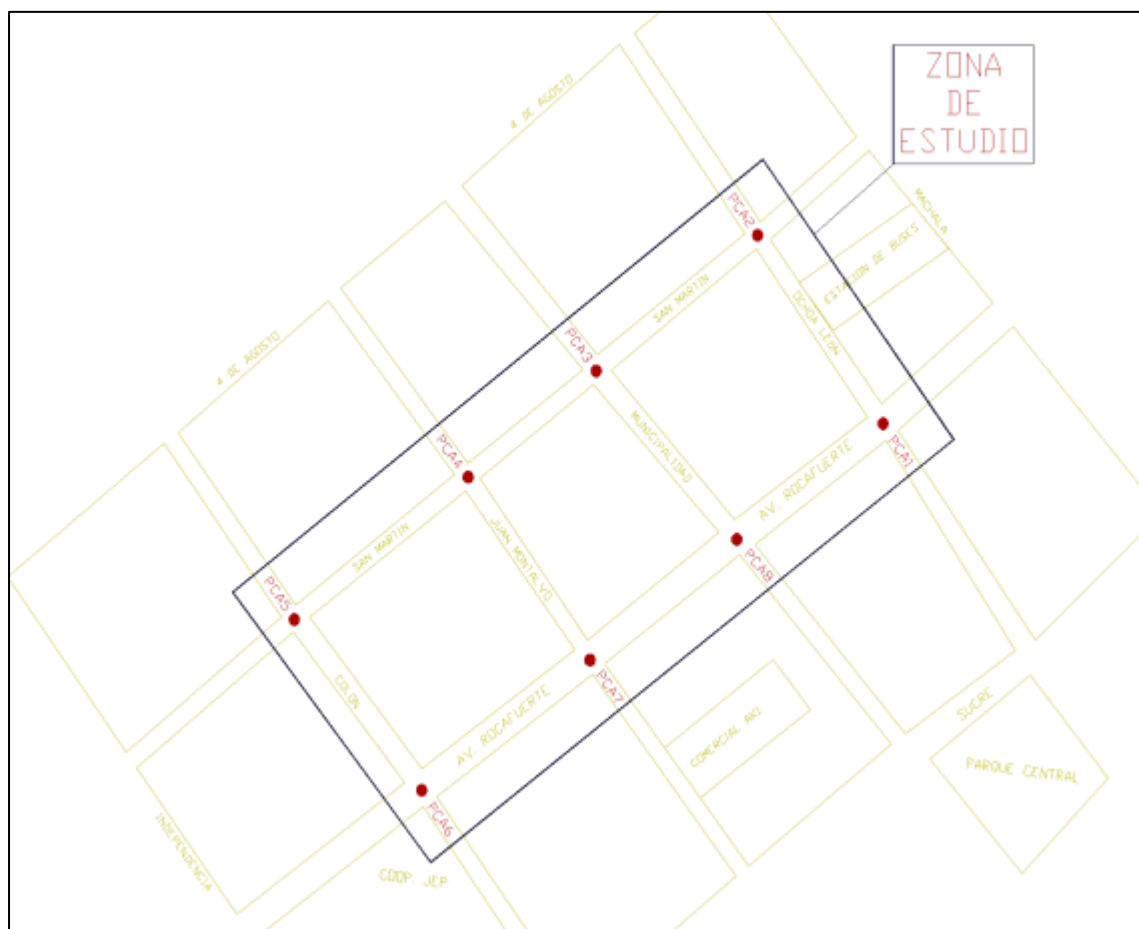 ZONA
DE
ESTUDIO
4 DE AGOSTO
MACHALA
PCA2
ESTACION DE BUSES
SAN MARTIN
OCHOA LEON
PCA3
4 DE AGOSTO
MUNICIPALIDAD
PCA1
AV. ROCAFUERTE
PCA4
JUAN MONTALVO
SAN MARTIN
PCA8
PCA5
COLON
PCA7
AV. ROCAFUERTE
SUCRE
COMERCIAL AKI
PARQUE CENTRAL
PCA6
INDEPENDENCIA
COOP. JEP